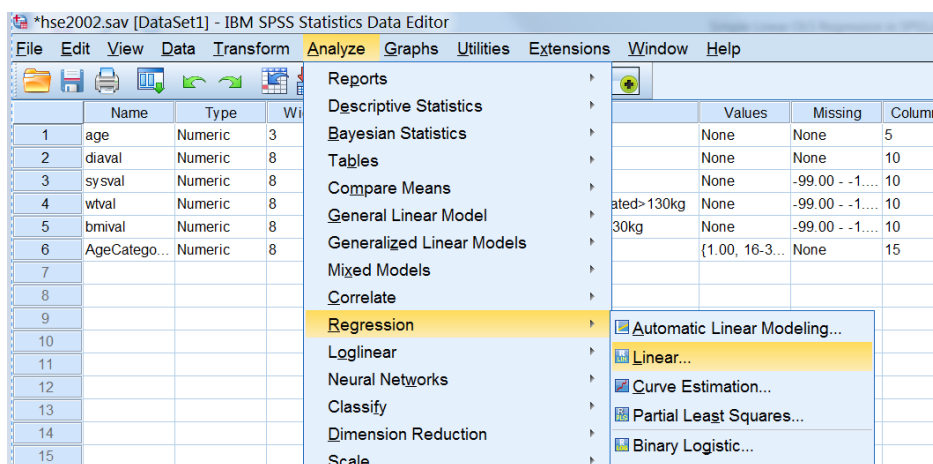 *hse2002.sav [DataSet1] - IBM SPSS Statistics Data Editor
File Edit View Data Transform Analyze Graphs Utilities Extensions Window Help
Reports
Descriptive Statistics
Bayesian Statistics
Tables
Compare Means
General Linear Model
Generalized Linear Models
Mixed Models
Correlate
Regression
Loglinear
Neural Networks
Classify
Dimension Reduction
Scale
Automatic Linear Modeling...
Linear...
Curve Estimation...
Partial Least Squares...
Binary Logistic...
Name Type Wi Values Missing Colum
1 age Numeric 3 None None 5
2 diaval Numeric 8 None None 10
3 sysval Numeric 8 None -99.00 - -1.... 10
4 wtval Numeric 8 ated>130kg None -99.00 - -1.... 10
5 bmival Numeric 8 30kg None -99.00 - -1.... 10
6 AgeCatego... Numeric 8 {1.00, 16-3... None 15
7
8
9
10
11
12
13
14
15